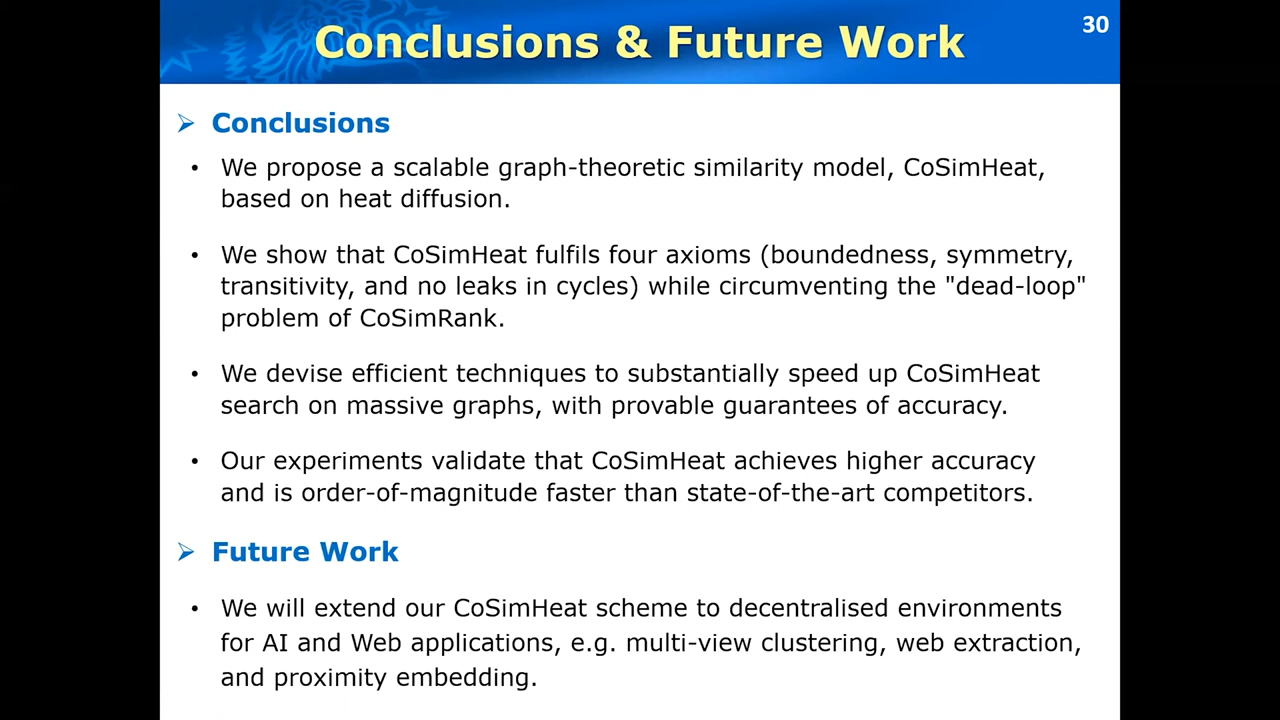 Conclusions & Future Work
30
➢ Conclusions
• We propose a scalable graph-theoretic similarity model, CoSimHeat,
based on heat diffusion.
• We show that CoSimHeat fulfils four axioms (boundedness, symmetry,
transitivity, and no leaks in cycles) while circumventing the "dead-loop"
problem of CoSimRank.
• We devise efficient techniques to substantially speed up CoSimHeat
search on massive graphs, with provable guarantees of accuracy.
• Our experiments validate that CoSimHeat achieves higher accuracy
and is order-of-magnitude faster than state-of-the-art competitors.
➢ Future Work
• We will extend our CoSimHeat scheme to decentralised environments
for AI and Web applications, e.g. multi-view clustering, web extraction,
and proximity embedding.